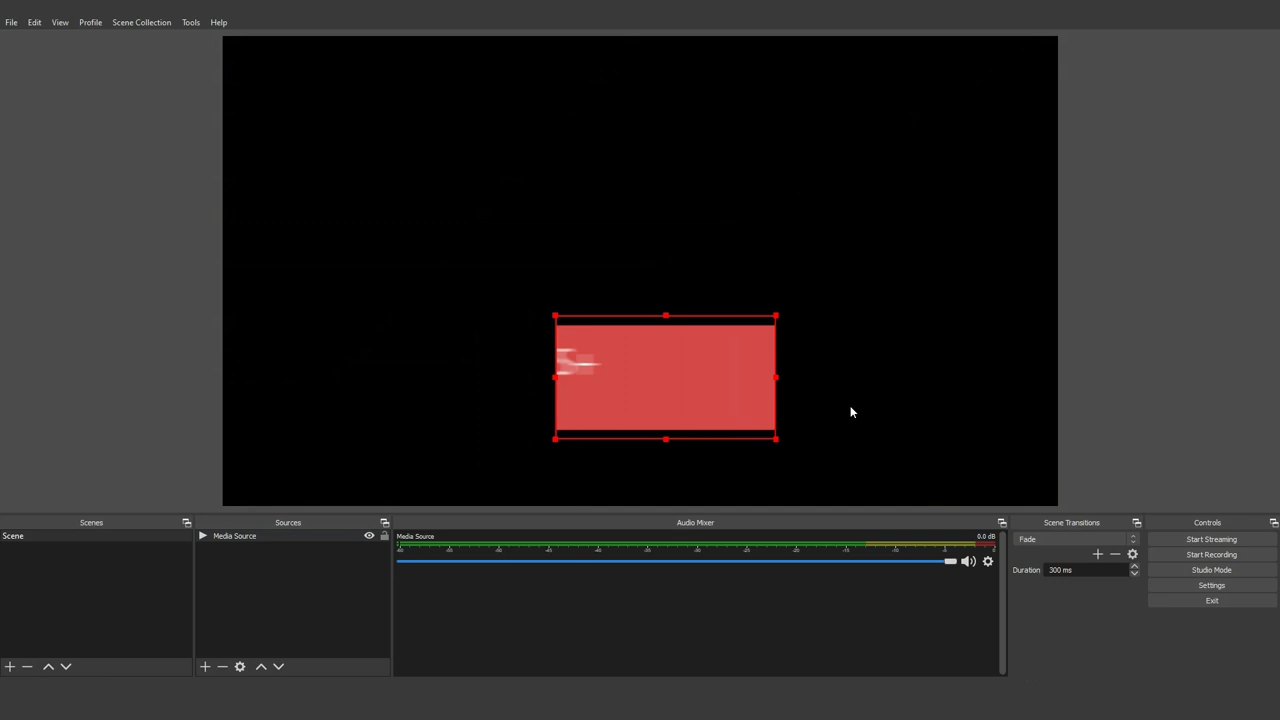 File Edit View Profile Scene Collection Tools Help
Scenes
Scene
Sources
Media Source
Audio Mixer
Media Source 0.0 dB
Scene Transitions
Fade
Duration 300 ms
Controls
Start Streaming
Start Recording
Studio Mode
Settings
Exit